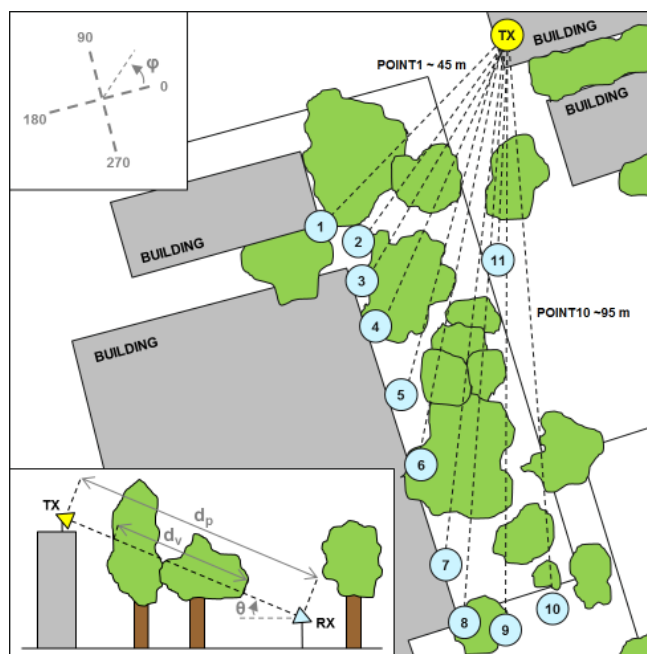 90
φ
0
180
270
TX
BUILDING
POINT1 ~ 45 m
BUILDING
BUILDING
1
2
11
3
4
POINT10 ~95 m
BUILDING
5
6
7
8
9
10
TX
dp
dv
θ
RX